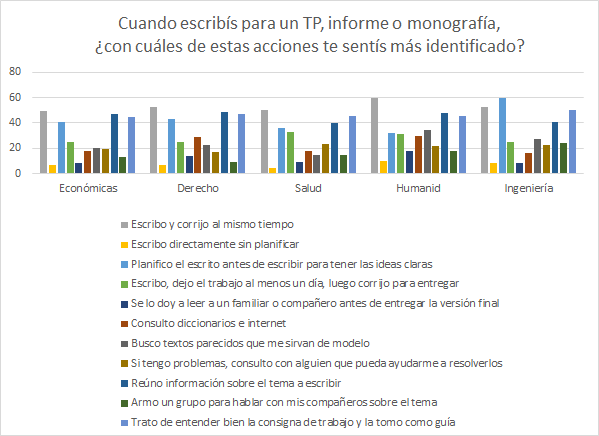 Cuando escribís para un TP, informe o monografía,
¿con cuáles de estas acciones te sentís más identificado?
80
60
40
20
0
Económicas Derecho Salud Humanid Ingeniería
Escribo y corrijo al mismo tiempo
Escribo directamente sin planificar
Planifico el escrito antes de escribir para tener las ideas claras
Escribo, dejo el trabajo al menos un día, luego corrijo para entregar
Se lo doy a leer a un familiar o compañero antes de entregar la versión final
Consulto diccionarios e internet
Busco textos parecidos que me sirvan de modelo
Si tengo problemas, consulto con alguien que pueda ayudarme a resolverlos
Reúno información sobre el tema a escribir
Armo un grupo para hablar con mis compañeros sobre el tema
Trato de entender bien la consigna de trabajo y la tomo como guía